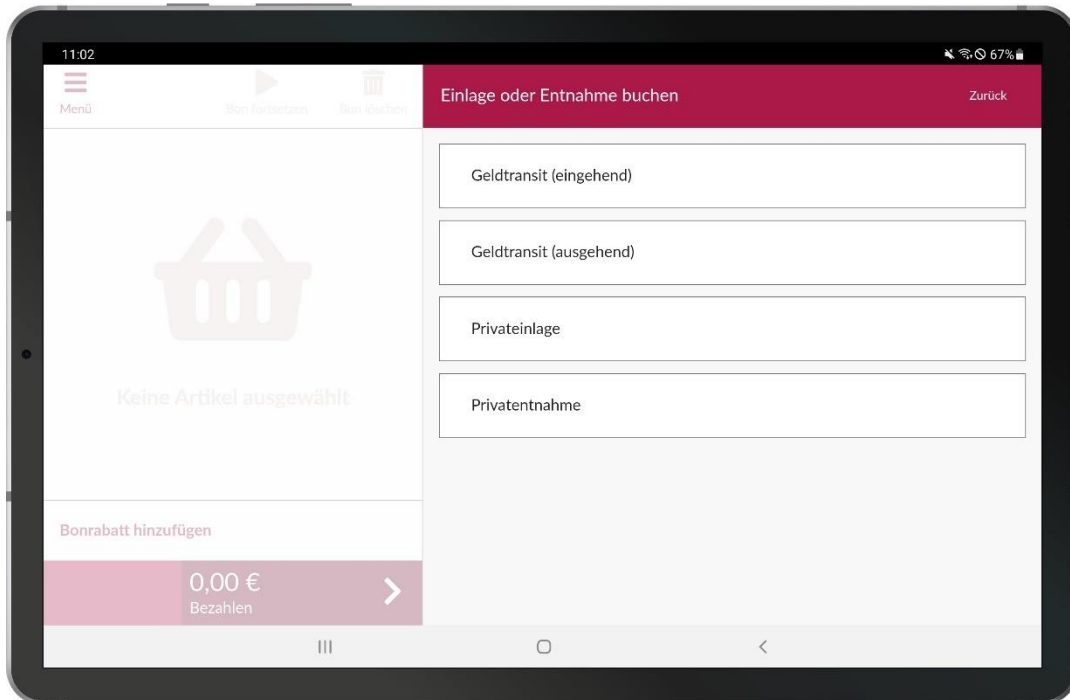 11:02
67%
Menü
Bon fortsetzen
Bon löschen
Einlage oder Entnahme buchen
Zurück
Keine Artikel ausgewählt
Bonrabatt hinzufügen
0,00 €
Bezahlen
Geldtransit (eingehend)
Geldtransit (ausgehend)
Privateinlage
Privatentnahme